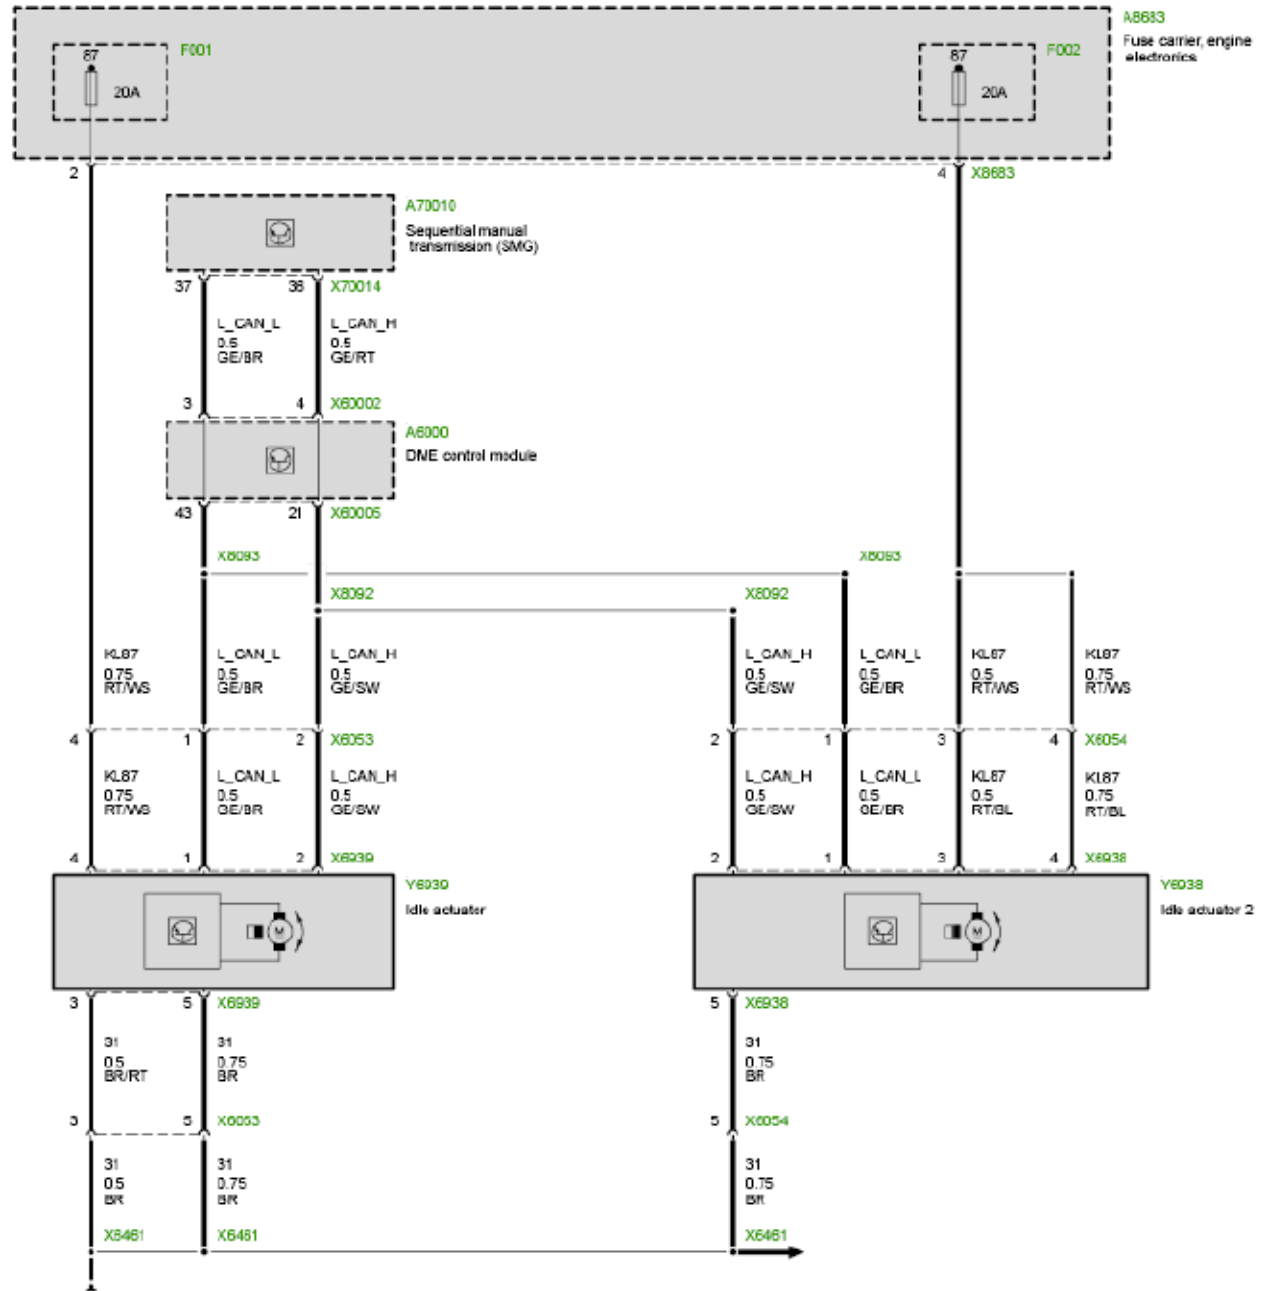 A8683
Fuse carrier, engine
electronics
F001
87
20A
F002
87
20A
2
4
X8683
A70010
Sequential manual
transmission (SMG)
37
36
X70014
L_CAN_L
0.5
GE/BR
L_CAN_H
0.5
GE/RT
3
4
X60002
A6000
DME control module
43
21
X60005
X8093
X8093
X8092
X8092
KL87
0.75
RT/WS
L_CAN_L
0.5
GE/BR
L_CAN_H
0.5
GE/SW
L_CAN_H
0.5
GE/SW
L_CAN_L
0.5
GE/BR
KL87
0.5
RT/WS
KL87
0.75
RT/WS
4
1
2
X6053
2
1
3
4
X6054
KL87
0.75
RT/WS
L_CAN_L
0.5
GE/BR
L_CAN_H
0.5
GE/SW
L_CAN_H
0.5
GE/SW
L_CAN_L
0.5
GE/BR
KL87
0.5
RT/BL
KL87
0.75
RT/BL
4
1
2
X6939
2
1
3
4
X6938
Y6939
Idle actuator
M
Y6938
Idle actuator 2
M
3
5
X6939
5
X6938
31
0.5
BR/RT
31
0.75
BR
31
0.75
BR
3
5
X6053
5
X6054
31
0.5
BR
31
0.75
BR
31
0.75
BR
X6461
X6461
X6461